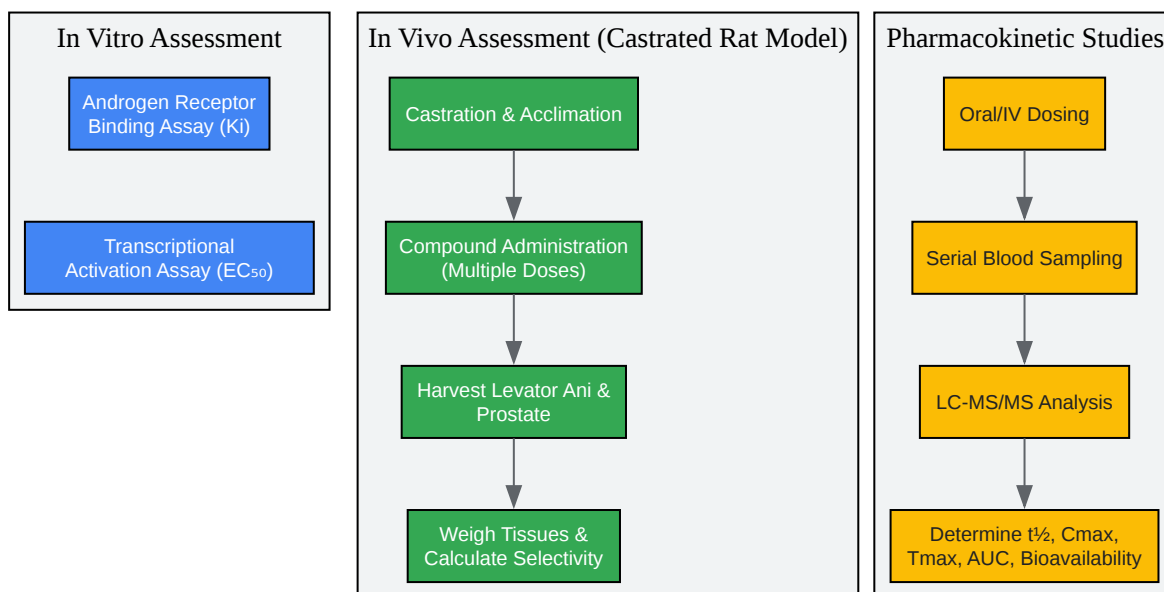 In Vitro Assessment
Androgen Receptor
Binding Assay (Ki)
Transcriptional
Activation Assay (EC₅₀)
In Vivo Assessment (Castrated Rat Model)
Castration & Acclimation
Compound Administration
(Multiple Doses)
Harvest Levator Ani &
Prostate
Weigh Tissues &
Calculate Selectivity
Pharmacokinetic Studies
Oral/IV Dosing
Serial Blood Sampling
LC-MS/MS Analysis
Determine t½, Cmax,
Tmax, AUC, Bioavailability